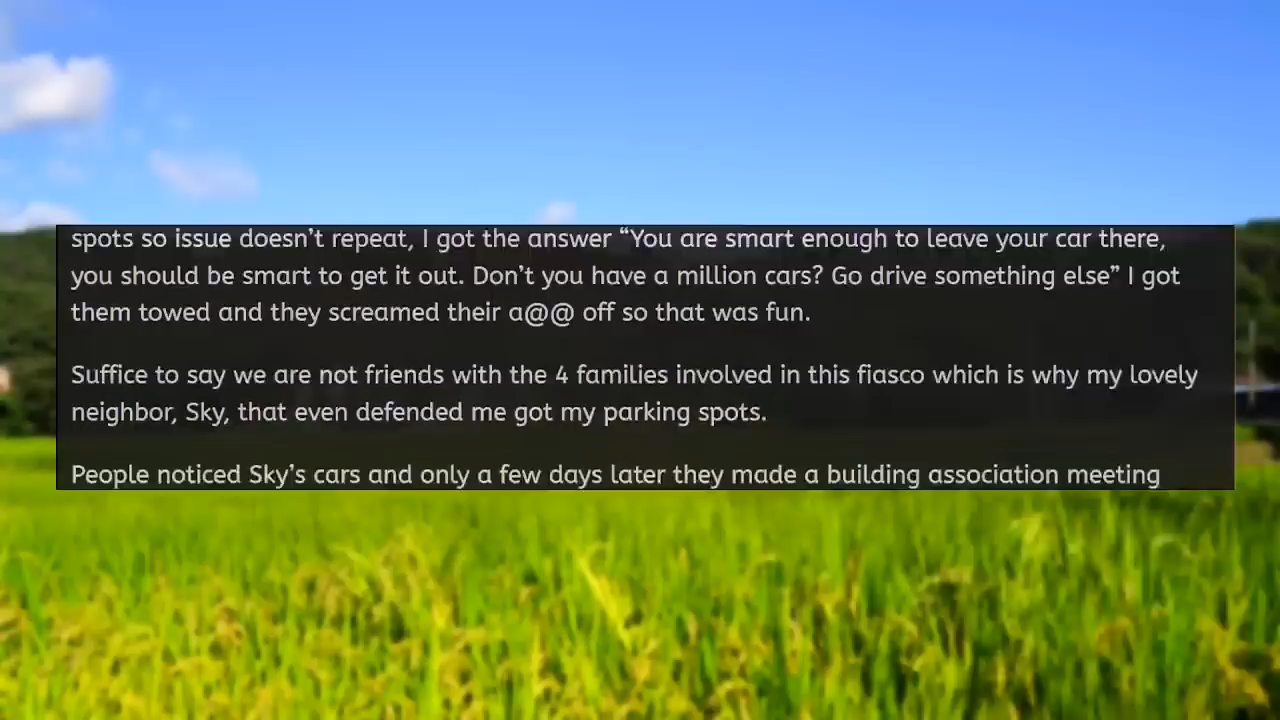 spots so issue doesn’t repeat, I got the answer “You are smart enough to leave your car there,
you should be smart to get it out. Don’t you have a million cars? Go drive something else” I got
them towed and they screamed their a@@ off so that was fun.
Suffice to say we are not friends with the 4 families involved in this fiasco which is why my lovely
neighbor, Sky, that even defended me got my parking spots.
People noticed Sky’s cars and only a few days later they made a building association meeting